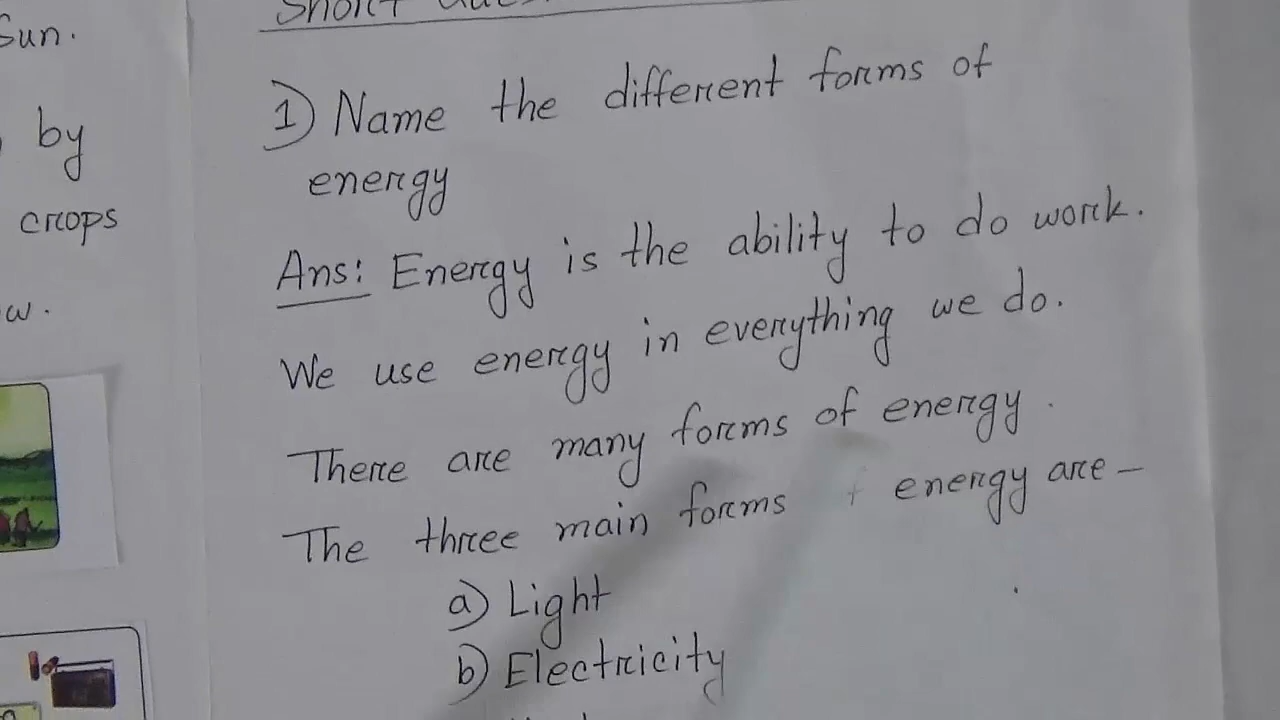 Sun.
by
crops
Short
1) Name the different forms of
energy
Ans: Energy is the ability to do work.
We use energy in everything we do.
There are many forms of energy.
The three main forms energy are –
a) Light
b) Electricity